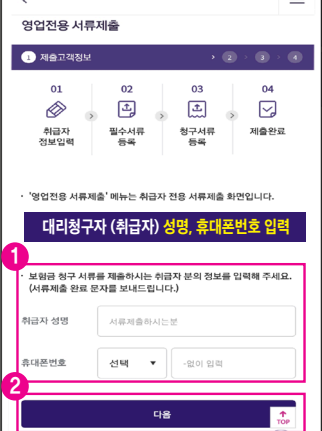 영업전용 서류제출
1 제출고객정보 > 2 > 3 > 4
01 02 03 04
취급자 정보입력
필수서류 등록
청구서류 등록
제출완료
· '영업전용 서류제출' 메뉴는 취급자 전용 서류제출 화면입니다.
대리청구자 (취급자) 성명, 휴대폰번호 입력
1
· 보험금 청구 서류를 제출하시는 취급자 분의 정보를 입력해 주세요.
(서류제출 완료 문자를 보내드립니다.)
취급자 성명 서류제출하시는분
휴대폰번호 선택 ▼ -없이 입력
2
다음
TOP